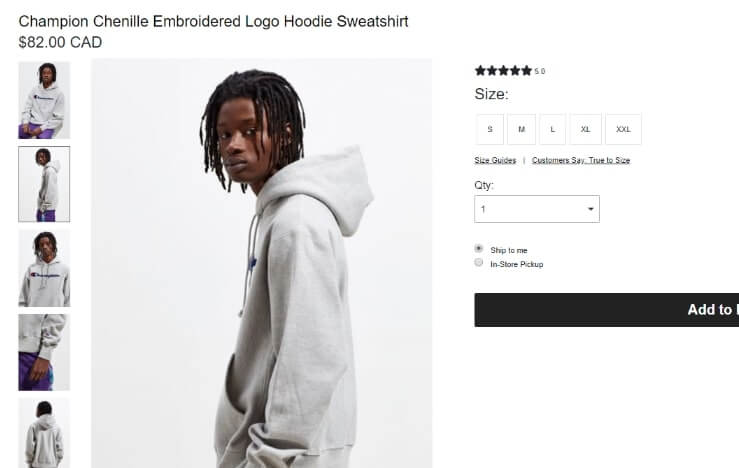 Champion Chenille Embroidered Logo Hoodie Sweatshirt
$82.00 CAD
5.0
Size:
S M L XL XXL
Size Guides | Customers Say: True to Size
Qty:
1
Ship to me
In-Store Pickup
Add to
Champion